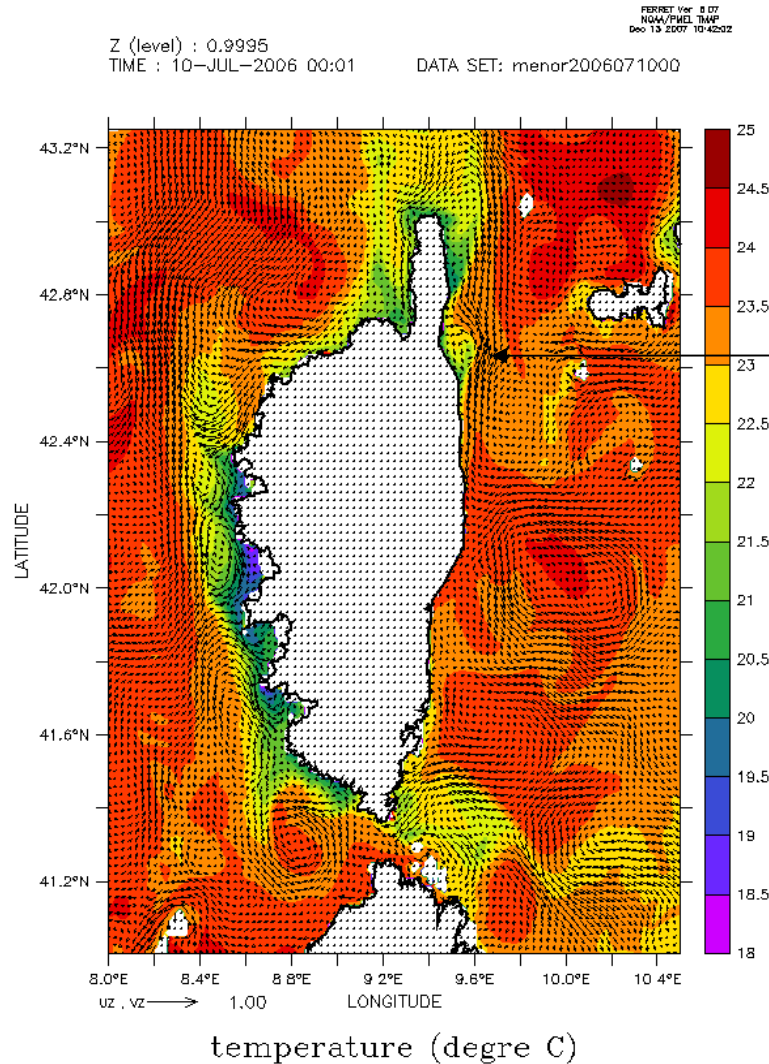 FERRET Ver 6.07
NOAA/PMEL TMAP
Dec 13 2007 10:42:02
Z (level) : 0.9995
TIME : 10-JUL-2006 00:01 DATA SET: menor2006071000
43.2°N
42.8°N
42.4°N
42.0°N
41.6°N
41.2°N
LATITUDE
25
24.5
24
23.5
23
22.5
22
21.5
21
20.5
20
19.5
19
18.5
18
8.0°E 8.4°E 8.8°E 9.2°E 9.6°E 10.0°E 10.4°E
uz , vz 1.00 LONGITUDE
temperature (degre C)